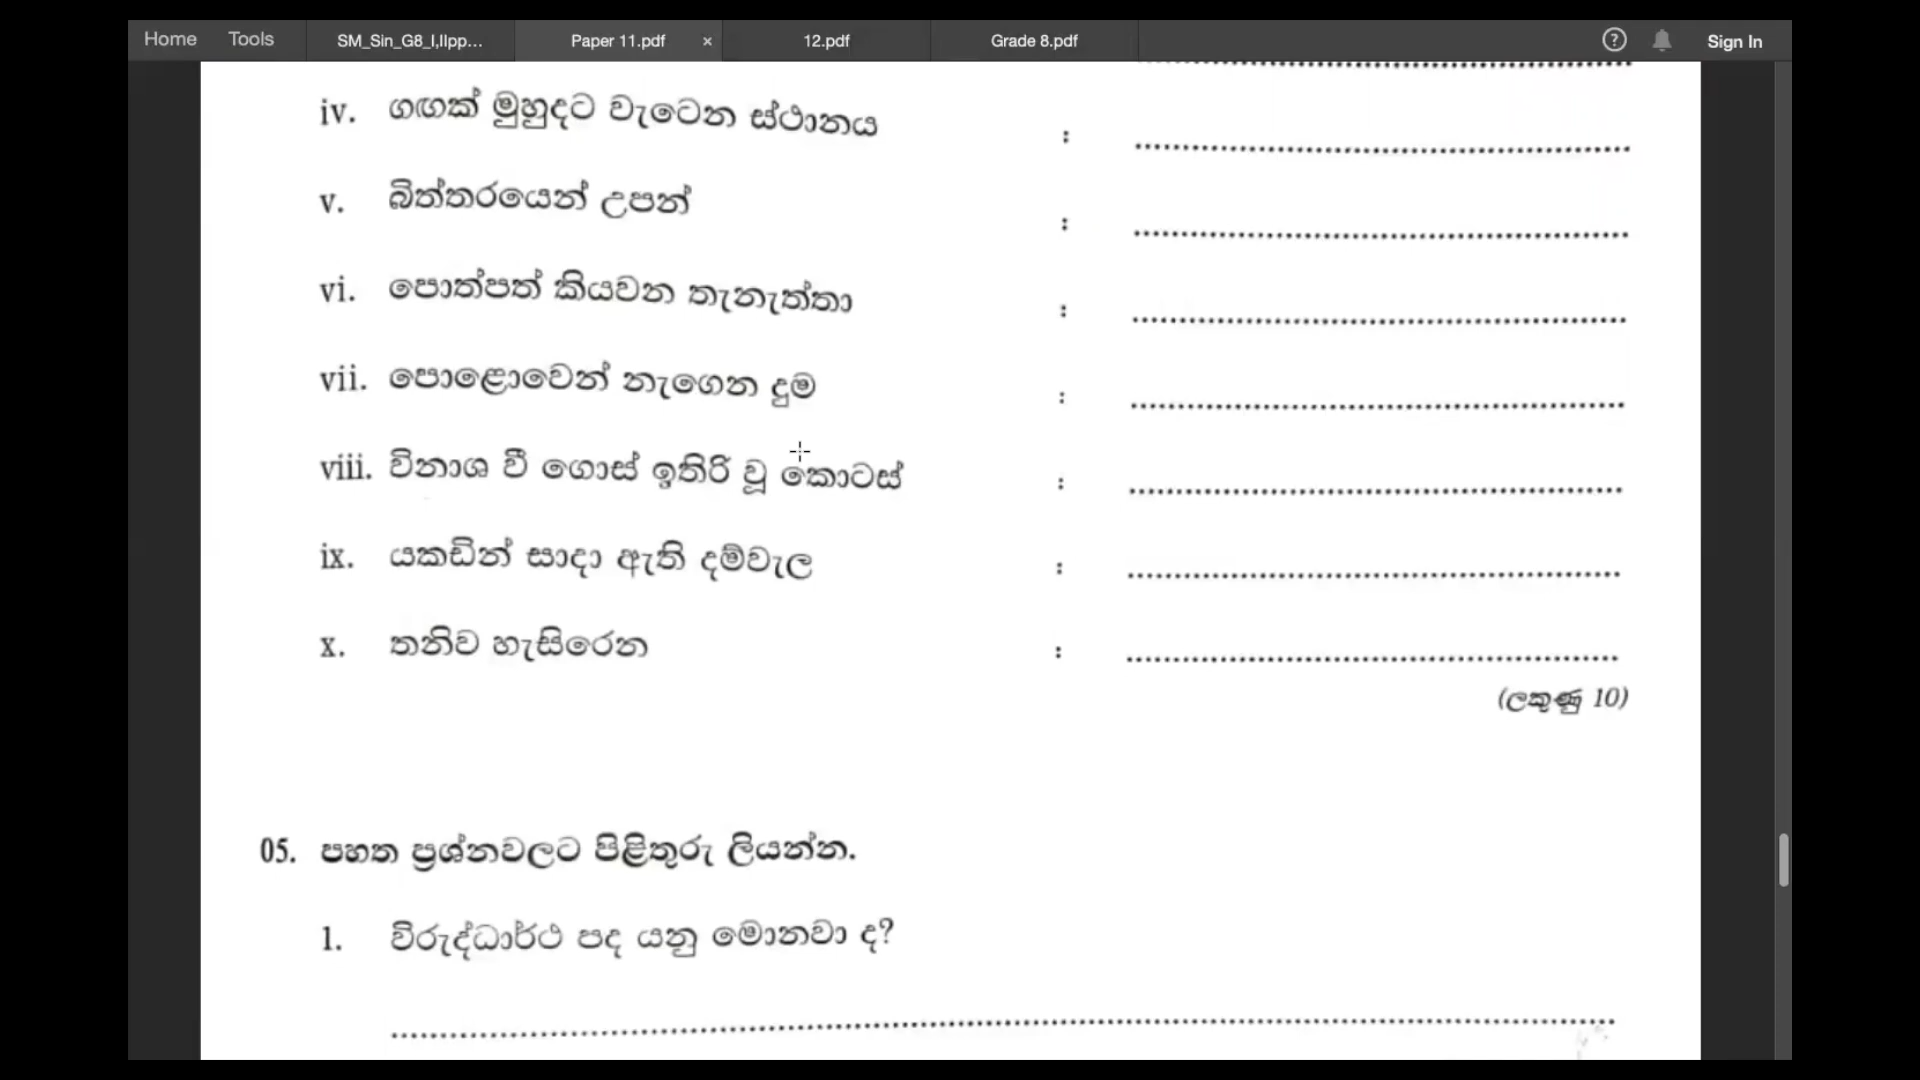 Home Tools SM_Sin_G8_I,IIpp... Paper 11.pdf × 12.pdf Grade 8.pdf ? Sign In
iv. ගඟක් මුහුදට වැටෙන ස්ථානය : ........................
v. බිත්තරයෙන් උපන් : ........................
vi. පොත්පත් කියවන තැනැත්තා : ........................
vii. පොළොවෙන් නැගෙන දුම : ........................
viii. විනාශ වී ගොස් ඉතිරි වූ කොටස් : ........................
ix. යකඩින් සාදා ඇති දම්වැල : ........................
x. තනිව හැසිරෙන : ........................
(ලකුණු 10)
05. පහත ප්‍රශ්නවලට පිළිතුරු ලියන්න.
1. විරුද්ධාර්ථ පද යනු මොනවා ද?
........................